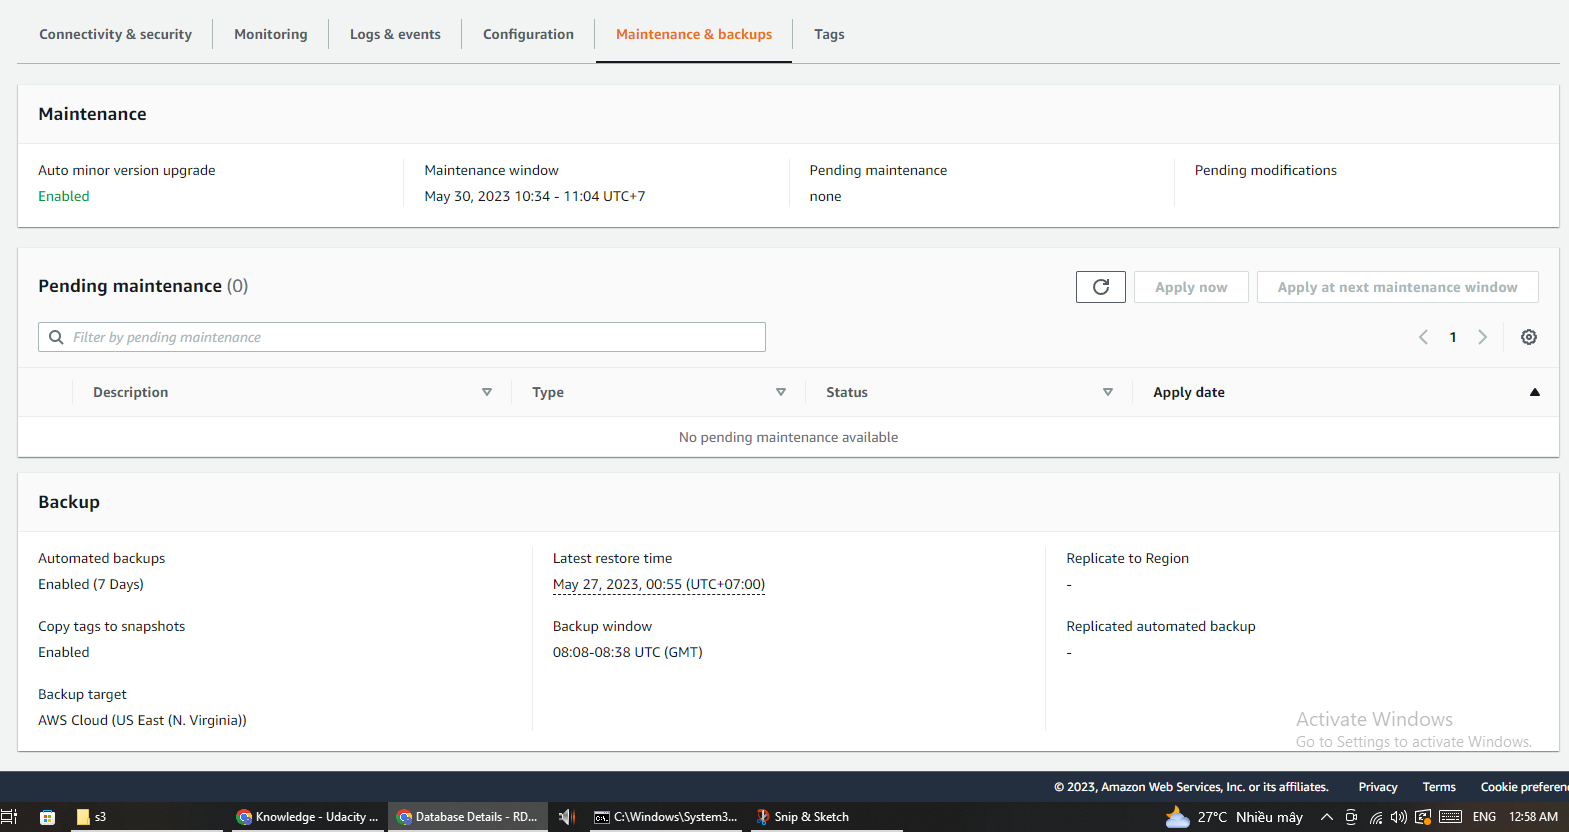 Connectivity & security
Monitoring
Logs & events
Configuration
Maintenance & backups
Tags
Maintenance
Auto minor version upgrade
Enabled
Maintenance window
May 30, 2023 10:34 - 11:04 UTC+7
Pending maintenance
none
Pending modifications
Pending maintenance (0)
Apply now
Apply at next maintenance window
Filter by pending maintenance
1
Description
Type
Status
Apply date
No pending maintenance available
Backup
Automated backups
Enabled (7 Days)
Copy tags to snapshots
Enabled
Backup target
AWS Cloud (US East (N. Virginia))
Latest restore time
May 27, 2023, 00:55 (UTC+07:00)
Backup window
08:08-08:38 UTC (GMT)
Replicate to Region
-
Replicated automated backup
-
Activate Windows
Go to Settings to activate Windows.
© 2023, Amazon Web Services, Inc. or its affiliates.
Privacy
Terms
Cookie preferen
s3
Knowledge - Udacity ...
Database Details - RD...
C:\Windows\System3...
Snip & Sketch
27°C Nhiều mây
ENG
12:58 AM